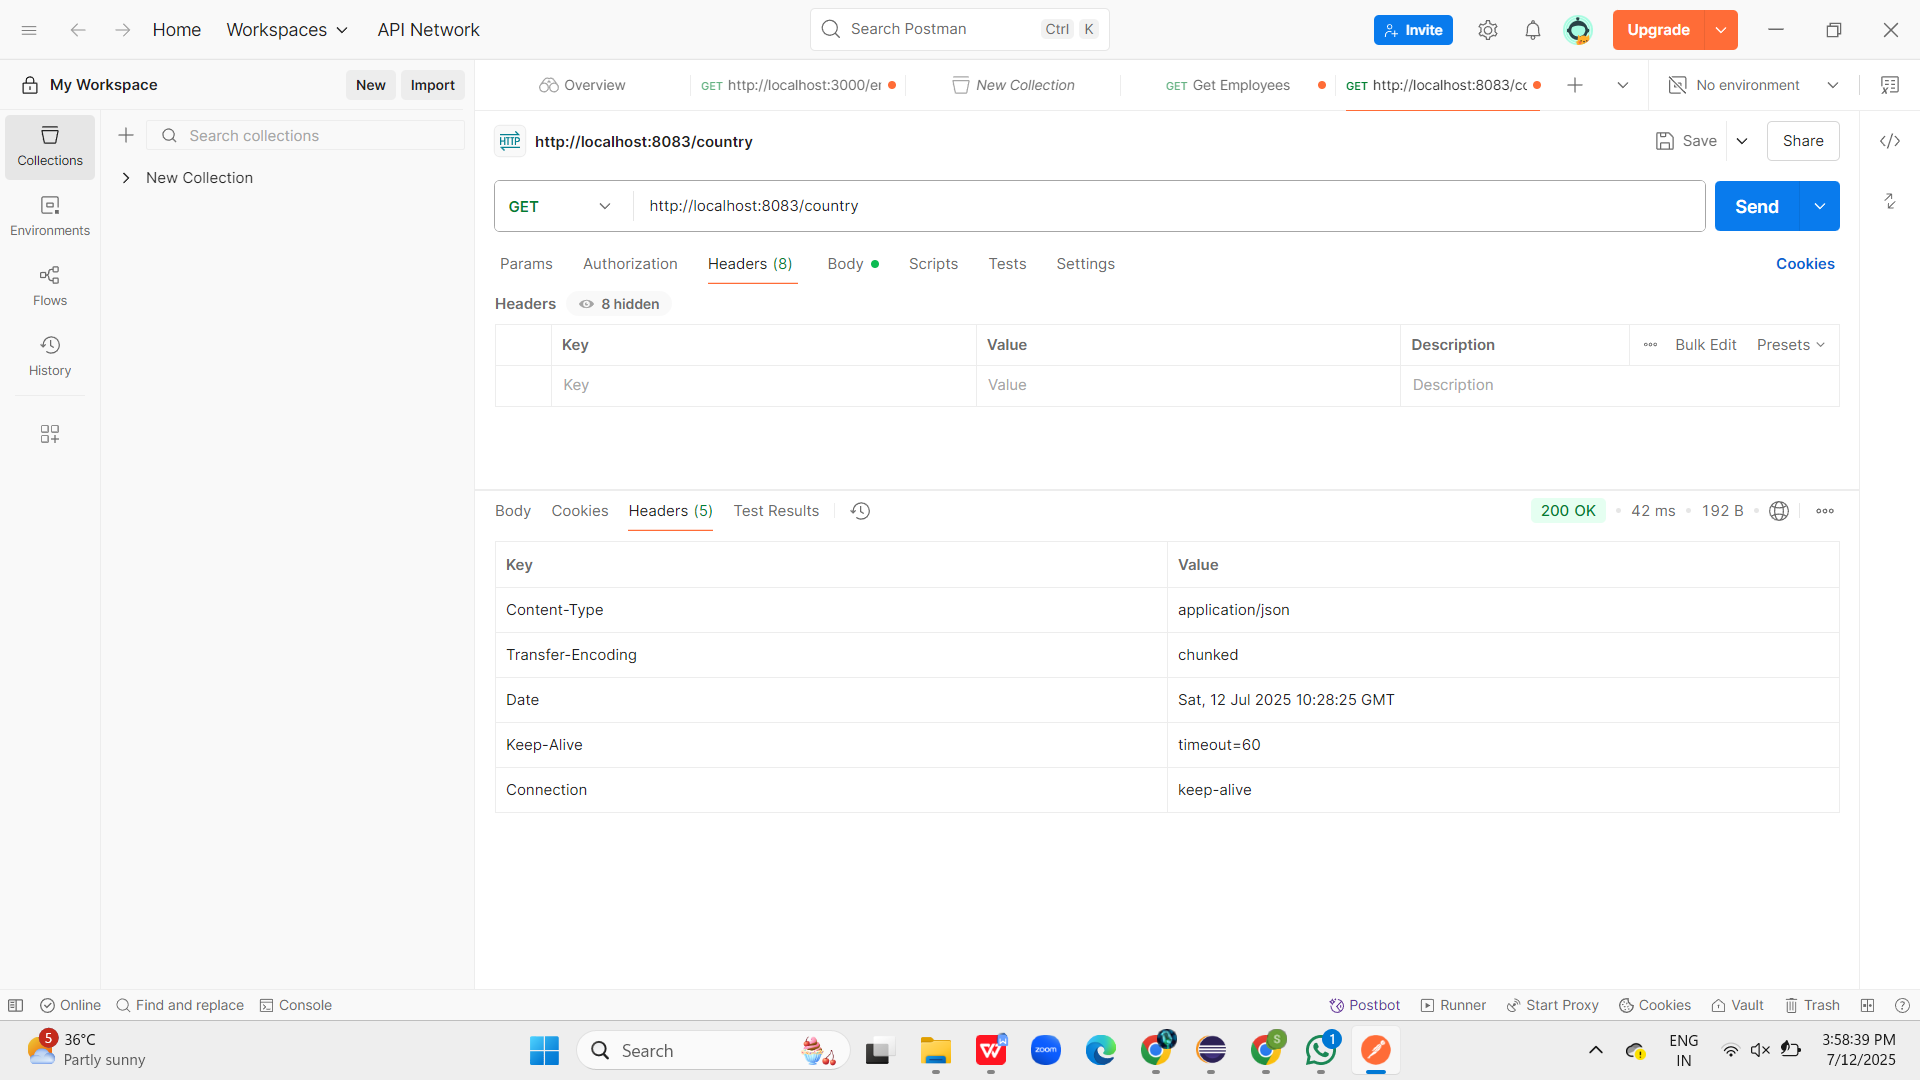 Home
Workspaces
API Network
Search Postman
Ctrl K
Invite
Upgrade
My Workspace
New
Import
Overview
GET http://localhost:3000/er
New Collection
GET Get Employees
GET http://localhost:8083/co
No environment
Collections
Environments
Flows
History
Search collections
New Collection
HTTP
http://localhost:8083/country
Save
Share
GET
http://localhost:8083/country
Send
Params Authorization Headers (8) Body Scripts Tests Settings
Cookies
Headers 8 hidden
Key Value Description Bulk Edit Presets
Key Value Description
Body Cookies Headers (5) Test Results
200 OK 42 ms 192 B
Key Value
Content-Type application/json
Transfer-Encoding chunked
Date Sat, 12 Jul 2025 10:28:25 GMT
Keep-Alive timeout=60
Connection keep-alive
Online Find and replace Console
Postbot Runner Start Proxy Cookies Vault Trash
5
36°C
Partly sunny
Search
W
zoom
S
1
ENG
IN
3:58:39 PM
7/12/2025